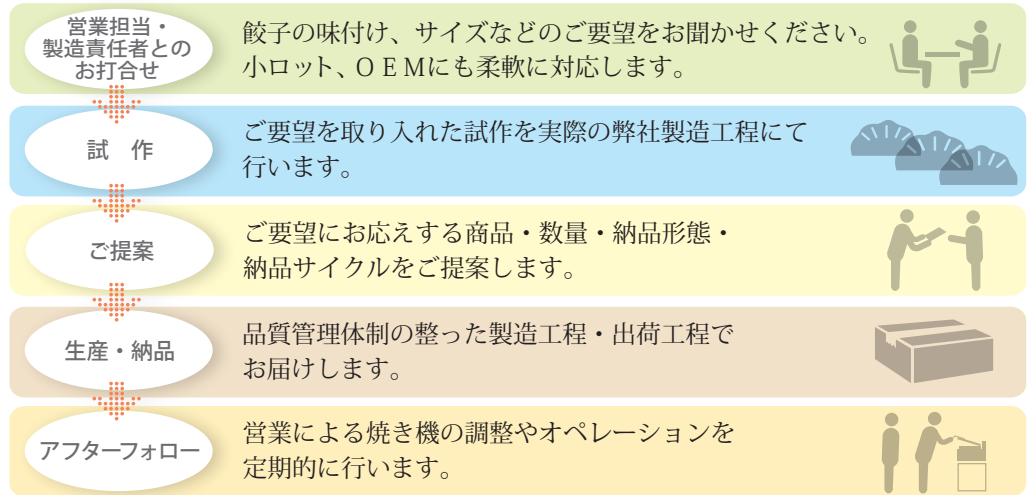 営業担当・
製造責任者との
お打合せ
餃子の味付け、サイズなどのご要望をお聞かせください。
小ロット、ＯＥＭにも柔軟に対応します。
試　作
ご要望を取り入れた試作を実際の弊社製造工程にて
行います。
ご提案
ご要望にお応えする商品・数量・納品形態・
納品サイクルをご提案します。
生産・納品
品質管理体制の整った製造工程・出荷工程で
お届けします。
アフターフォロー
営業による焼き機の調整やオペレーションを
定期的に行います。